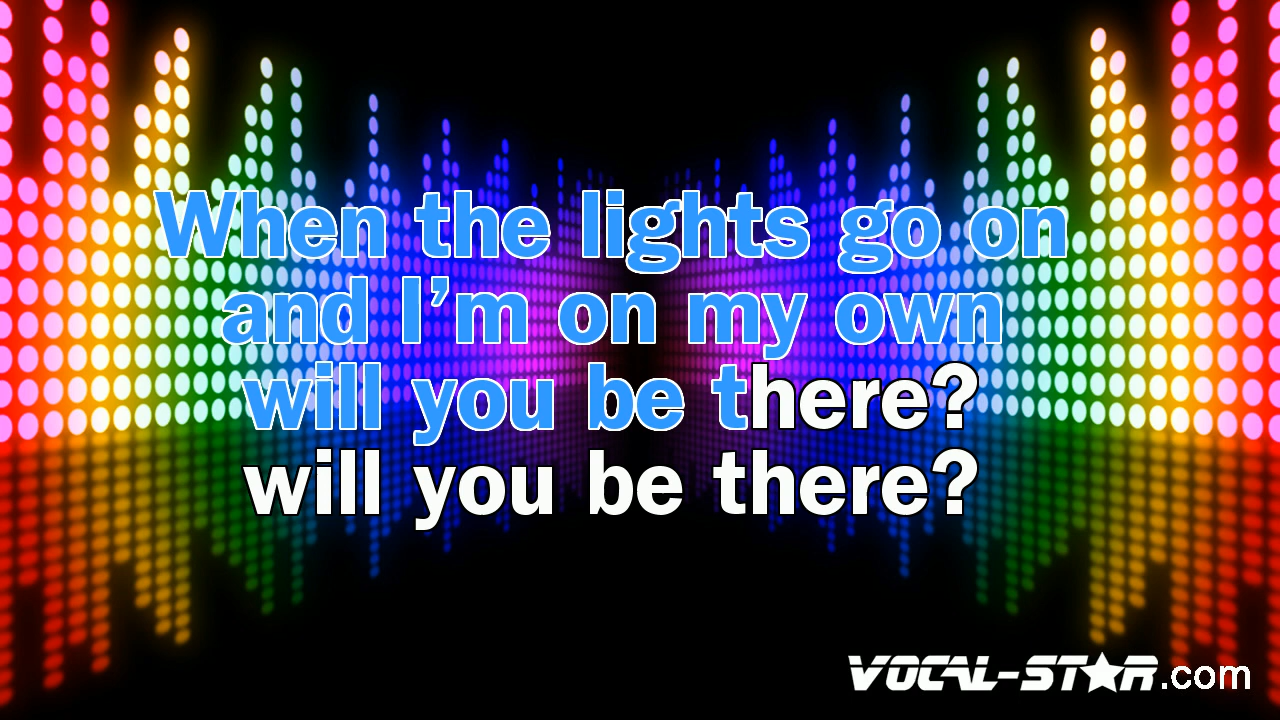 When the lights go on
and I’m on my own
will you be there?
will you be there?
VOCAL-STAR.com